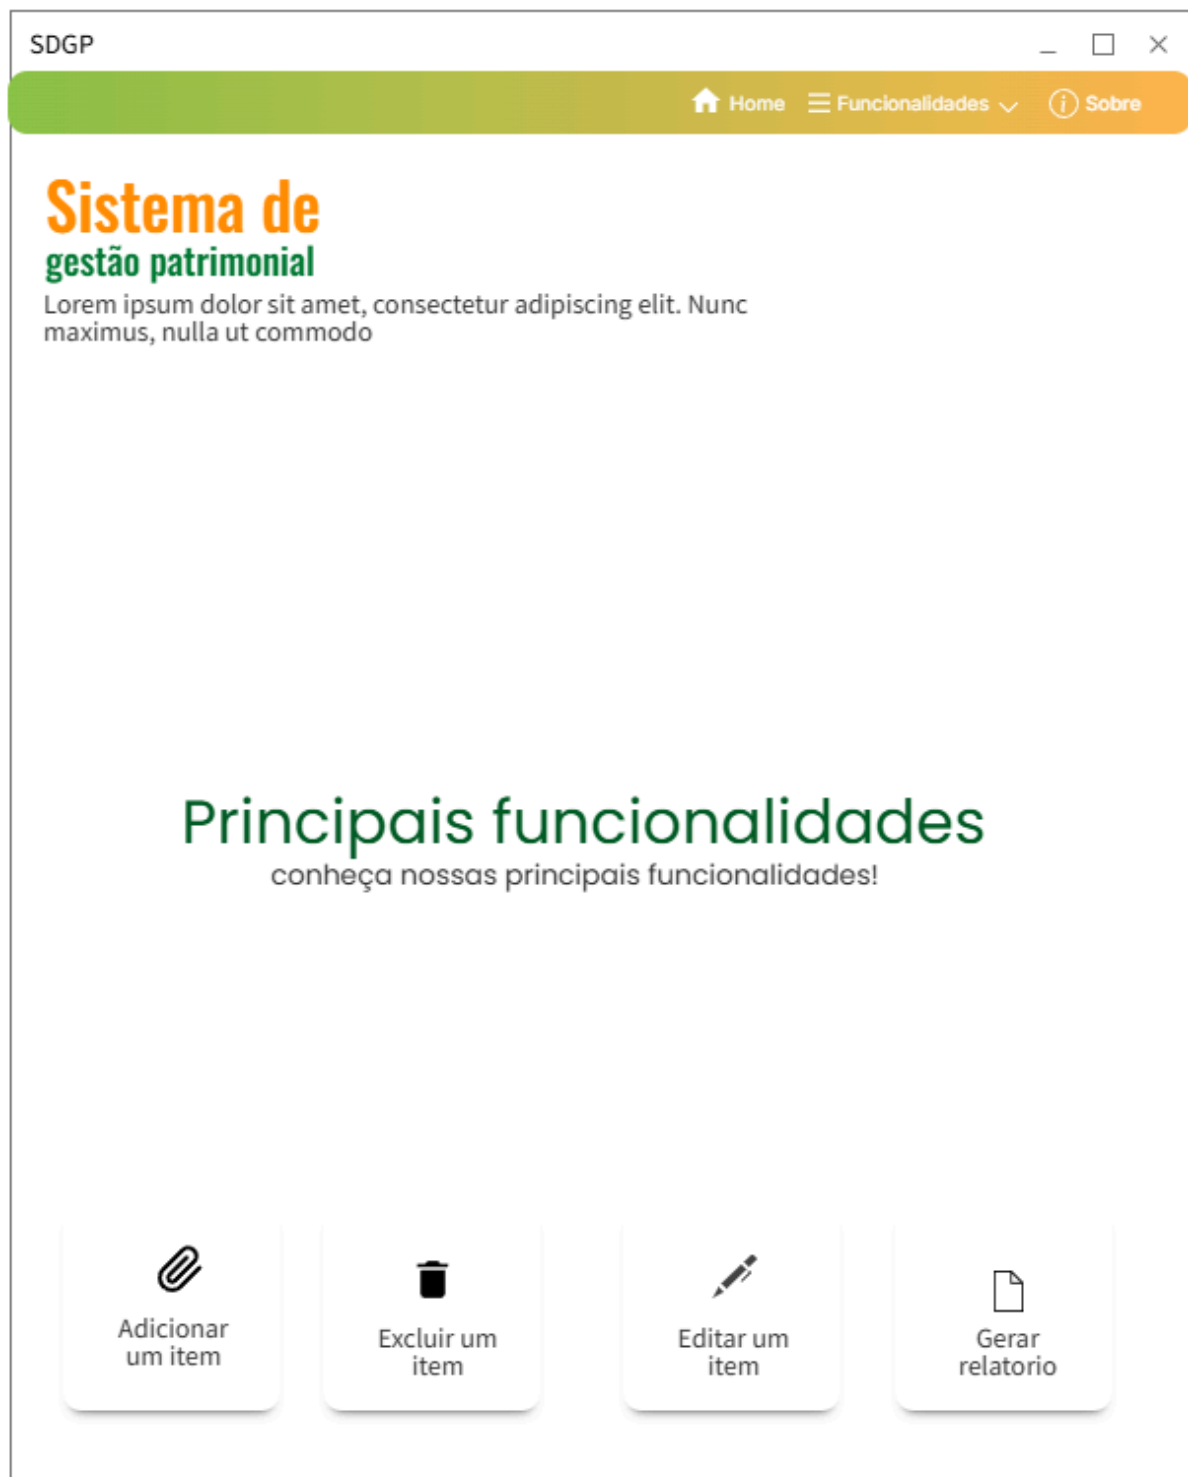 SDGP
Home Funcionalidades Sobre
Sistema de
gestão patrimonial
Lorem ipsum dolor sit amet, consectetur adipiscing elit. Nunc
maximus, nulla ut commodo
Principais funcionalidades
conheça nossas principais funcionalidades!
Adicionar
um item
Excluir um
item
Editar um
item
Gerar
relatorio